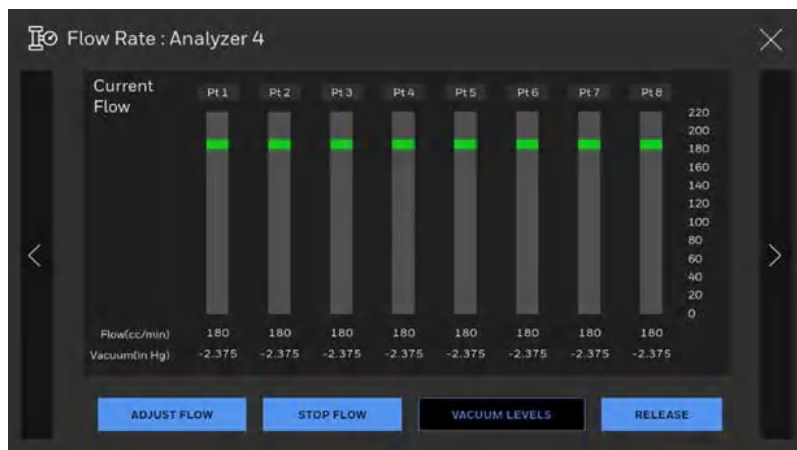 Flow Rate : Analyzer 4
Current
Flow
Pt 1 Pt 2 Pt 3 Pt 4 Pt 5 Pt 6 Pt 7 Pt 8
220
200
180
160
140
120
100
80
60
40
20
0
Flow(cc/min) 180 180 180 180 180 180 180 180
Vacuum(in Hg) -2.375 -2.375 -2.375 -2.375 -2.375 -2.375 -2.375 -2.375
ADJUST FLOW STOP FLOW VACUUM LEVELS RELEASE